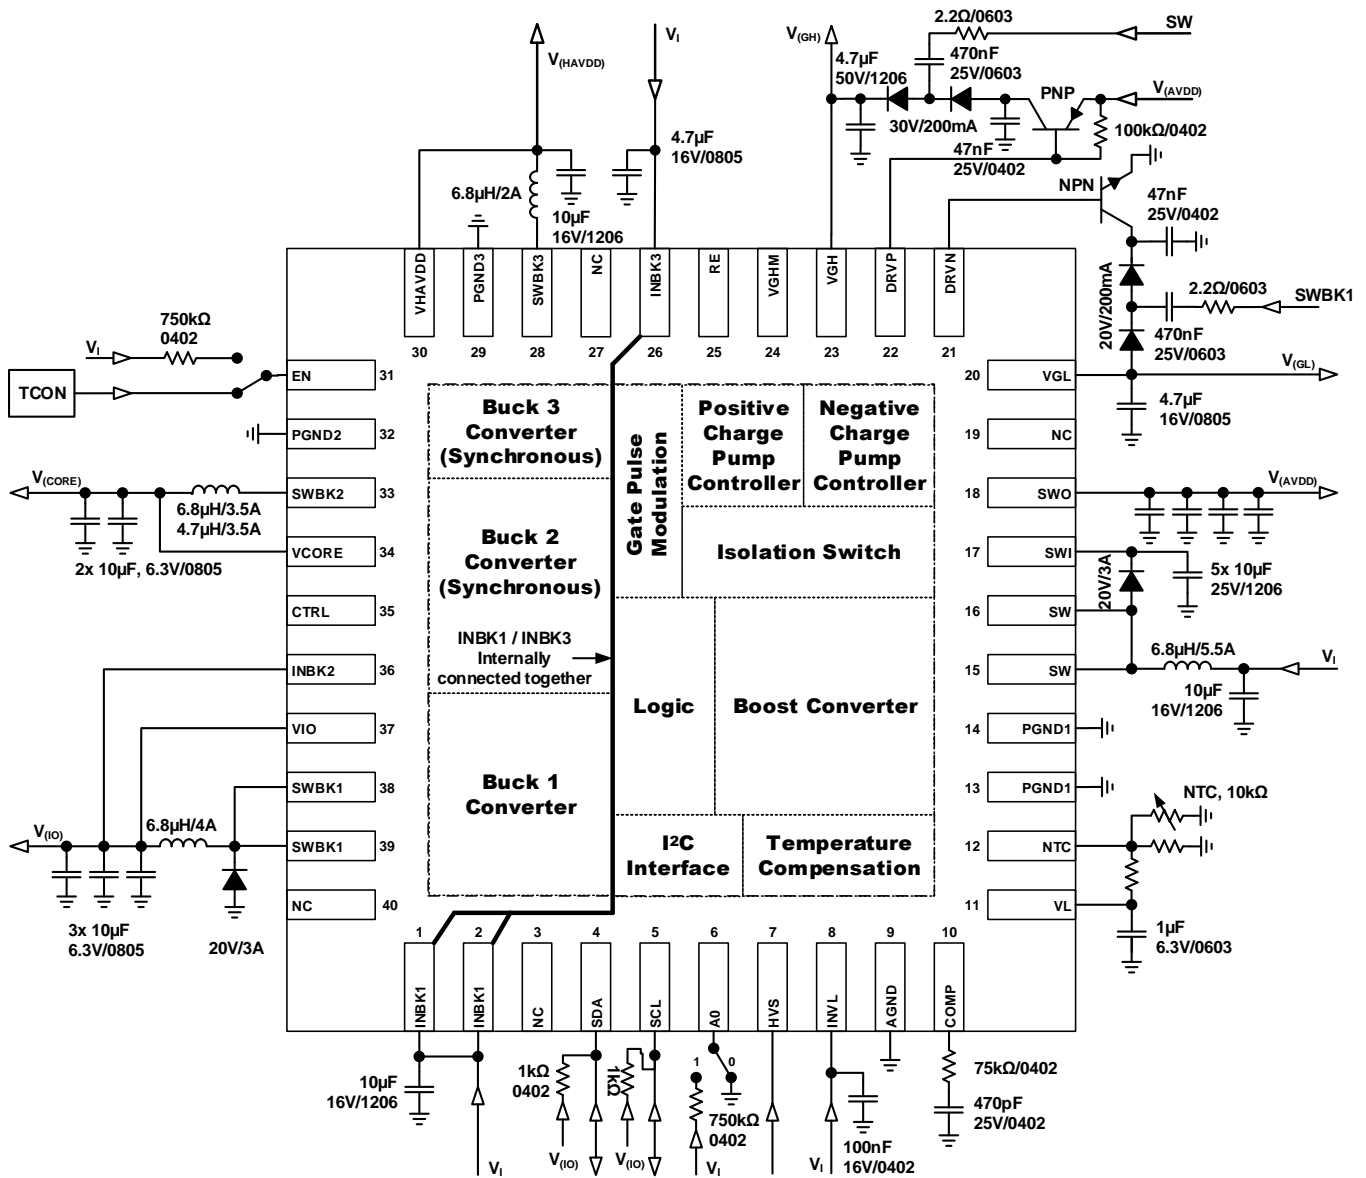 2.2Ω/0603
SW
V(GH)
4.7µF
50V/1206
470nF
25V/0603
V(HAVDD)
VI
PNP
V(AVDD)
30V/200mA
100kΩ/0402
4.7µF
16V/0805
47nF
25V/0402
6.8µH/2A
10µF
16V/1206
NPN
47nF
25V/0402
VHAVDD
PGND3
SWBK3
NC
INBK3
RE
VGHM
VGH
DRVP
DRVN
20V/200mA
2.2Ω/0603
SWBK1
470nF
25V/0603
30
29
28
27
26
25
24
23
22
21
750kΩ
0402
VI
TCON
EN
31
PGND2
32
V(CORE)
SWBK2
33
6.8µH/3.5A
4.7µH/3.5A
VCORE
34
2x 10µF, 6.3V/0805
CTRL
35
INBK2
36
VIO
37
SWBK1
38
V(IO)
6.8µH/4A
SWBK1
39
NC
40
3x 10µF
6.3V/0805
20V/3A
Buck 3
Converter
(Synchronous)
Buck 2
Converter
(Synchronous)
INBK1 / INBK3
Internally
connected together
Buck 1
Converter
Gate Pulse
Modulation
Positive
Charge
Pump
Controller
Negative
Charge
Pump
Controller
Isolation Switch
Logic
Boost Converter
I²C
Interface
Temperature
Compensation
20
VGL
V(GL)
4.7µF
16V/0805
19
NC
18
SWO
V(AVDD)
17
SWI
20V/3A
5x 10µF
25V/1206
16
SW
6.8µH/5.5A
VI
15
SW
10µF
16V/1206
14
PGND1
13
PGND1
NTC, 10kΩ
12
NTC
11
VL
1µF
6.3V/0603
1
2
3
4
5
6
7
8
9
10
INBK1
INBK1
NC
SDA
SCL
A0
HVS
INVL
AGND
COMP
10µF
16V/1206
VI
1kΩ
0402
V(IO)
1kΩ
V(IO)
1
0
750kΩ
0402
VI
VI
100nF
16V/0402
75kΩ/0402
470pF
25V/0402